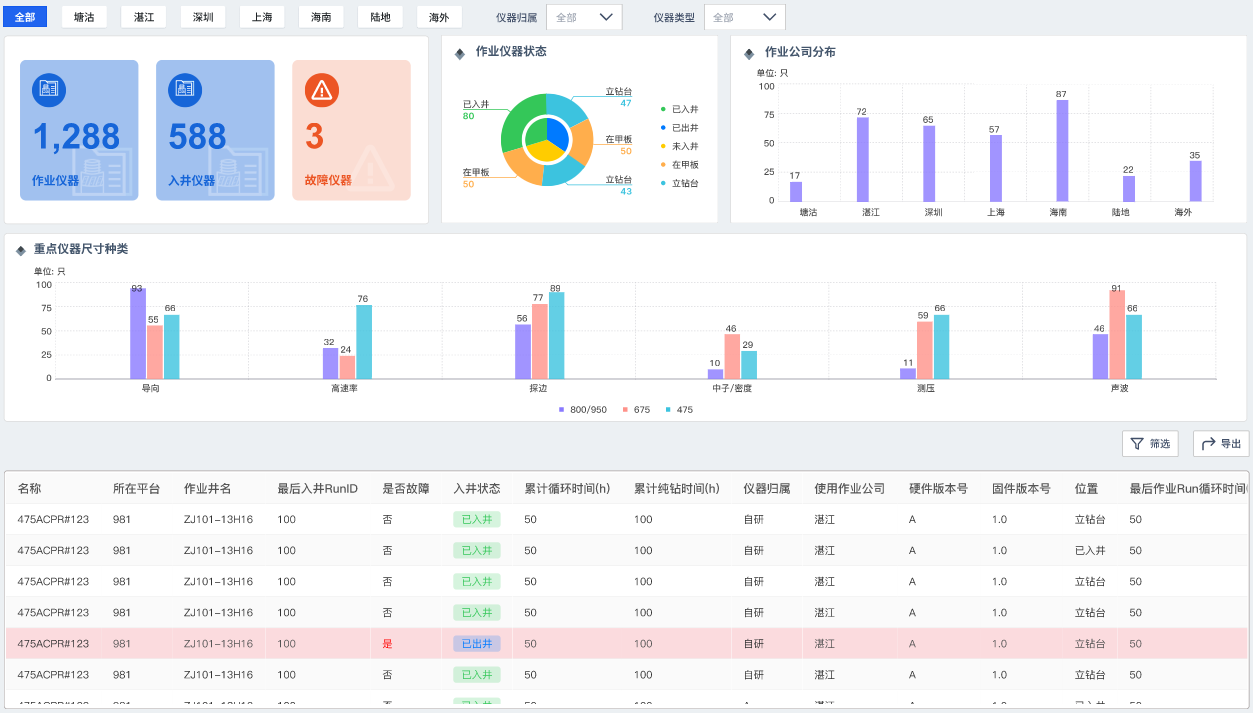 全部 塘沽 湛江 深圳 上海 海南 陆地 海外 仪器归属 全部 仪器类型 全部
1,288
作业仪器
588
入井仪器
3
故障仪器
作业仪器状态
已入井
80
立钻台
47
在甲板
50
立钻台
43
在甲板
50
已入井
已出井
未入井
在甲板
立钻台
作业公司分布
单位: 只
100
75
50
25
0
17 72 65 57 87 22 35
塘沽 湛江 深圳 上海 海南 陆地 海外
重点仪器尺寸种类
单位: 只
100
75
50
25
0
93 55 66 32 24 76 56 77 89 10 46 29 11 59 66 46 91 66
导向 高速率 探边 中子/密度 测压 声波
800/950 675 475
筛选 导出
名称 所在平台 作业井名 最后入井RunID 是否故障 入井状态 累计循环时间(h) 累计纯钻时间(h) 仪器归属 使用作业公司 硬件版本号 固件版本号 位置 最后作业Run循环时间(
475ACPR#123 981 ZJ101-13H16 100 否 已入井 50 100 自研 湛江 A 1.0 立钻台 50
475ACPR#123 981 ZJ101-13H16 100 否 已入井 50 100 自研 湛江 A 1.0 已入井 50
475ACPR#123 981 ZJ101-13H16 100 否 已入井 50 100 自研 湛江 A 1.0 立钻台 50
475ACPR#123 981 ZJ101-13H16 100 否 已入井 50 100 自研 湛江 A 1.0 立钻台 50
475ACPR#123 981 ZJ101-13H16 100 是 已出井 50 100 自研 湛江 A 1.0 立钻台 50
475ACPR#123 981 ZJ101-13H16 100 否 已入井 50 100 自研 湛江 A 1.0 立钻台 50